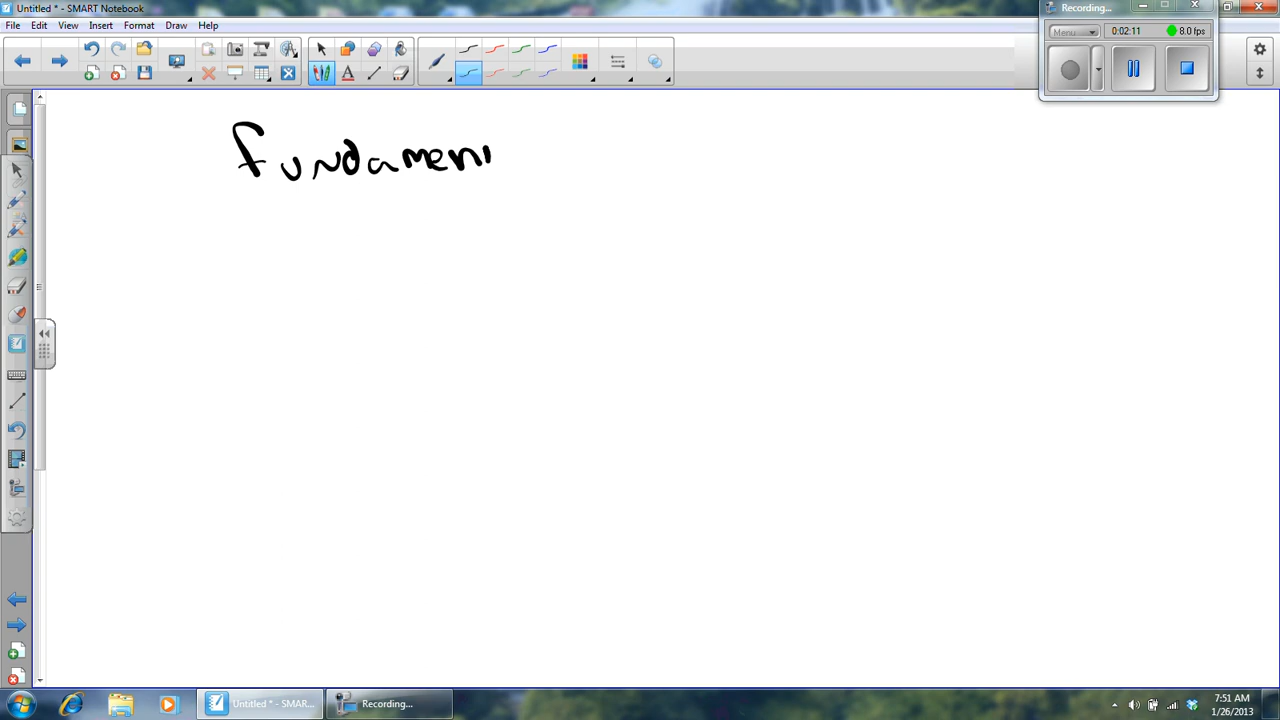 Untitled * - SMART Notebook
File Edit View Insert Format Draw Help
Recording...
Menu 0:02:11 8.0 fps
fundamen
Untitled * - SMAR... Recording...
7:51 AM
1/26/2013